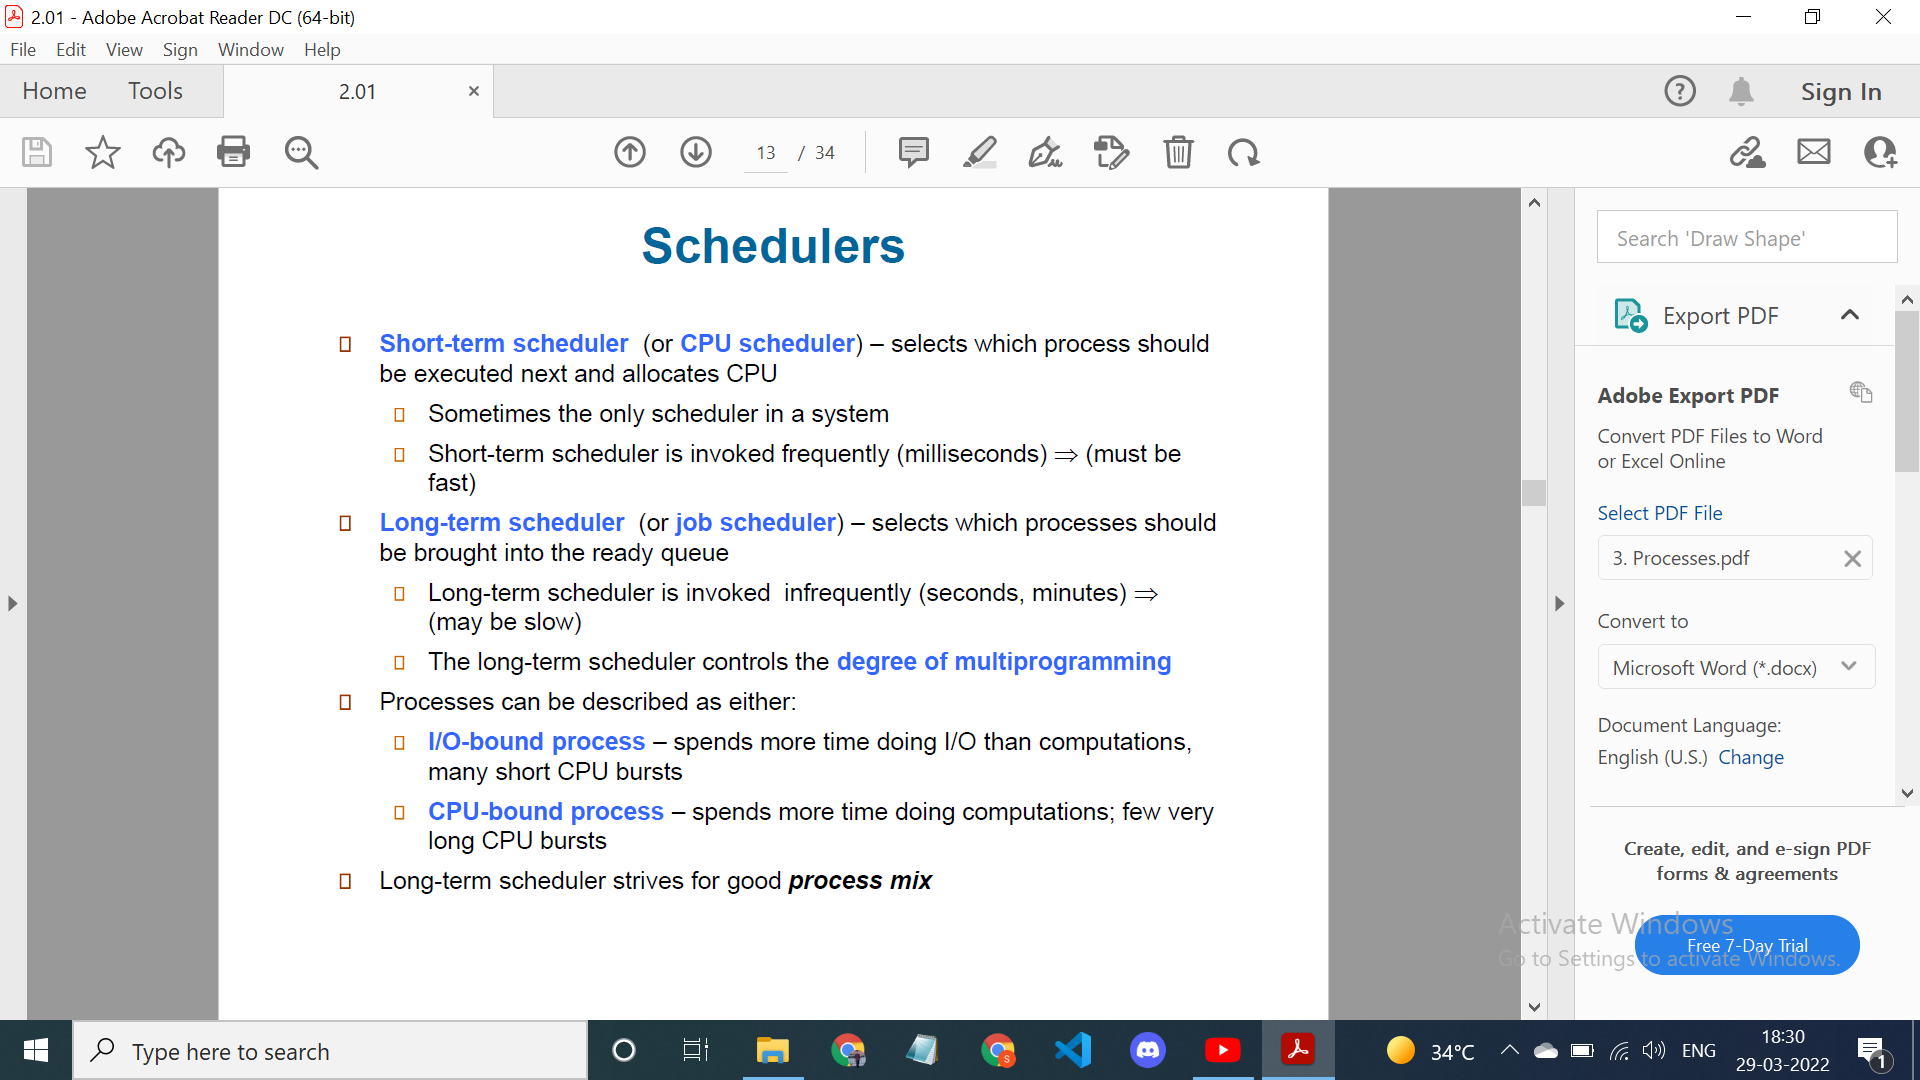 2.01 - Adobe Acrobat Reader DC (64-bit)
File Edit View Sign Window Help
Home Tools 2.01 Sign In
13 / 34
Schedulers
Short-term scheduler (or CPU scheduler) – selects which process should
be executed next and allocates CPU
Sometimes the only scheduler in a system
Short-term scheduler is invoked frequently (milliseconds) ⇒ (must be
fast)
Long-term scheduler (or job scheduler) – selects which processes should
be brought into the ready queue
Long-term scheduler is invoked infrequently (seconds, minutes) ⇒
(may be slow)
The long-term scheduler controls the degree of multiprogramming
Processes can be described as either:
I/O-bound process – spends more time doing I/O than computations,
many short CPU bursts
CPU-bound process – spends more time doing computations; few very
long CPU bursts
Long-term scheduler strives for good process mix
Search 'Draw Shape'
Export PDF
Adobe Export PDF
Convert PDF Files to Word
or Excel Online
Select PDF File
3. Processes.pdf
Convert to
Microsoft Word (*.docx)
Document Language:
English (U.S.) Change
Create, edit, and e-sign PDF
forms & agreements
Free 7-Day Trial
Activate Windows
Go to Settings to activate Windows.
Type here to search
34°C
ENG
18:30
29-03-2022
1